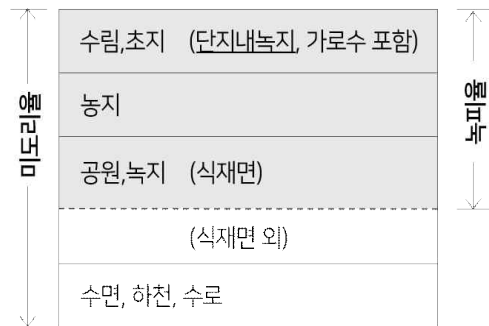 미도리율
수림,초지 (단지내녹지, 가로수 포함)
농지
공원,녹지 (식재면)
(식재면 외)
수면, 하천, 수로
녹피율